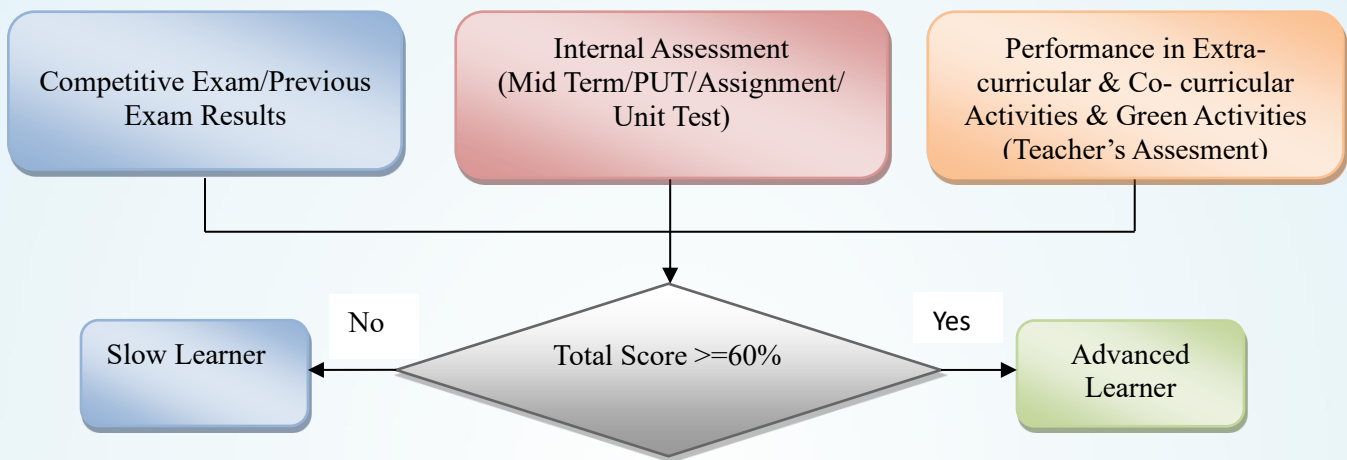 Competitive Exam/Previous
Exam Results
Internal Assessment
(Mid Term/PUT/Assignment/
Unit Test)
Performance in Extra-
curricular & Co- curricular
Activities & Green Activities
(Teacher’s Assesment)
No
Yes
Slow Learner
Total Score >=60%
Advanced
Learner